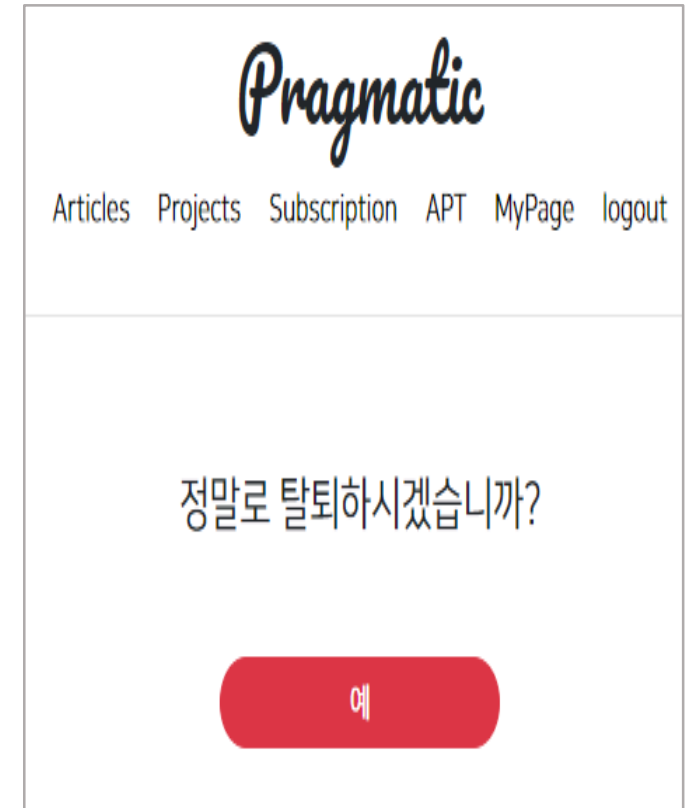 Pragmatic
Articles Projects Subscription APT MyPage logout
정말로 탈퇴하시겠습니까?
예